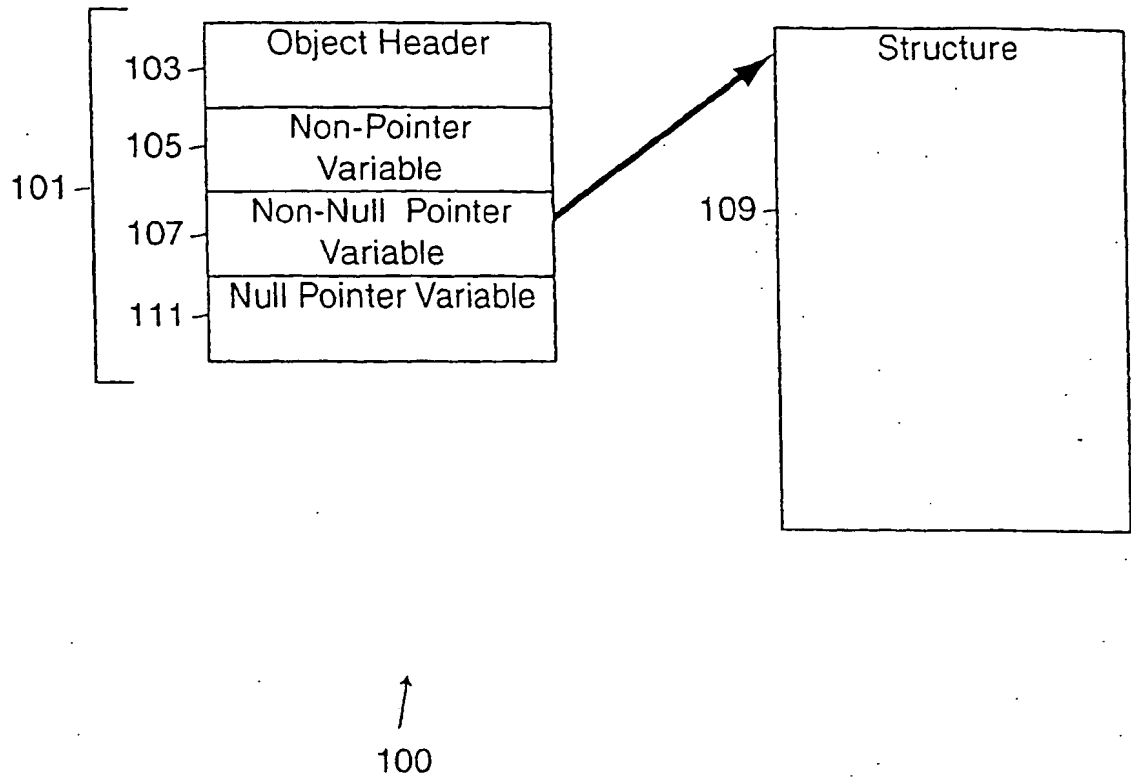 Object Header
103
Non-Pointer
Variable
105
101
Non-Null Pointer
Variable
107
Null Pointer Variable
111
Structure
109
100